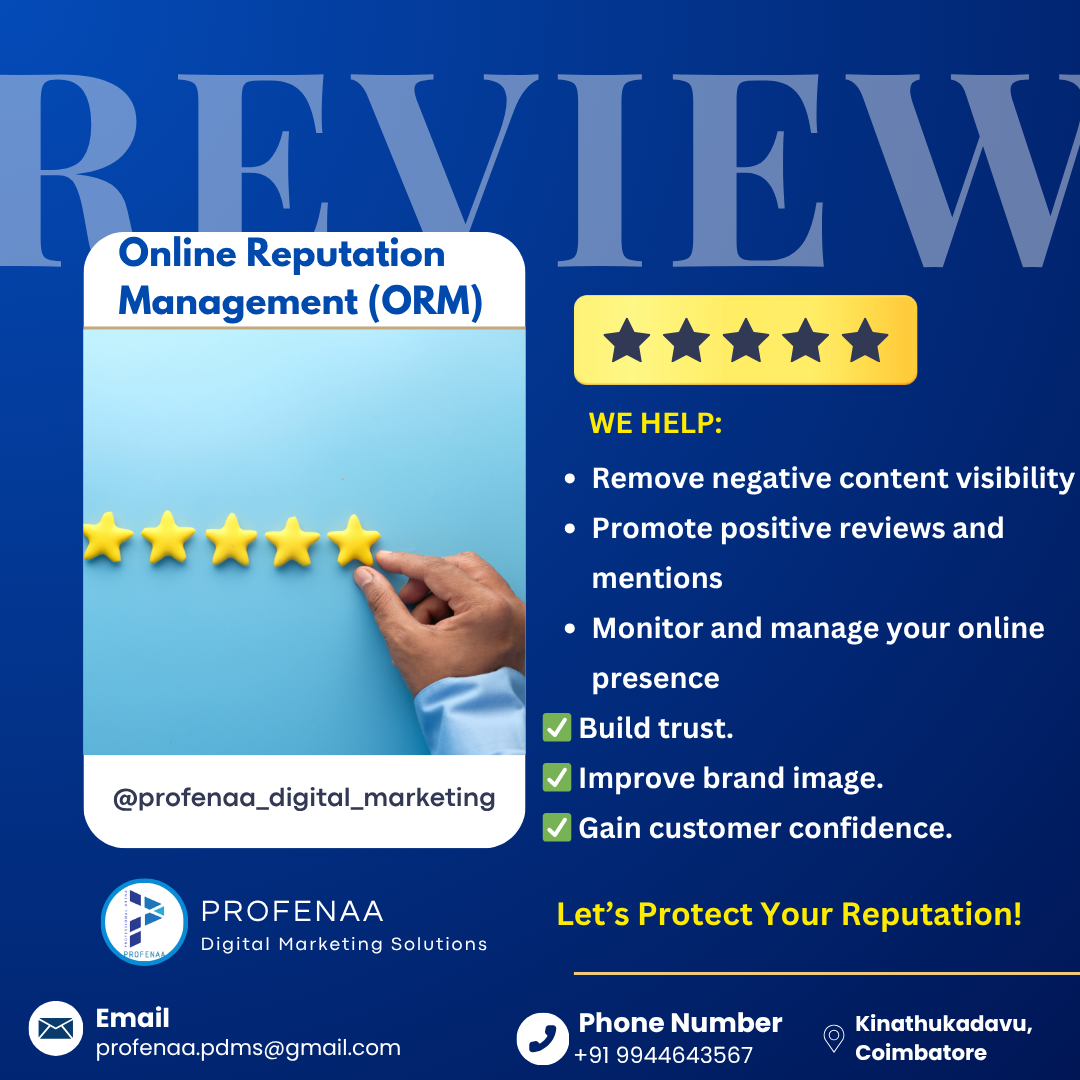 REVIEW
Online Reputation
Management (ORM)
WE HELP:
• Remove negative content visibility
• Promote positive reviews and
mentions
• Monitor and manage your online
presence
✅ Build trust.
✅ Improve brand image.
✅ Gain customer confidence.
@profenaa_digital_marketing
PROFENAA
PROFENAA
Digital Marketing Solutions
Let’s Protect Your Reputation!
Email
profenaa.pdms@gmail.com
Phone Number
+91 9944643567
Kinathukadavu,
Coimbatore